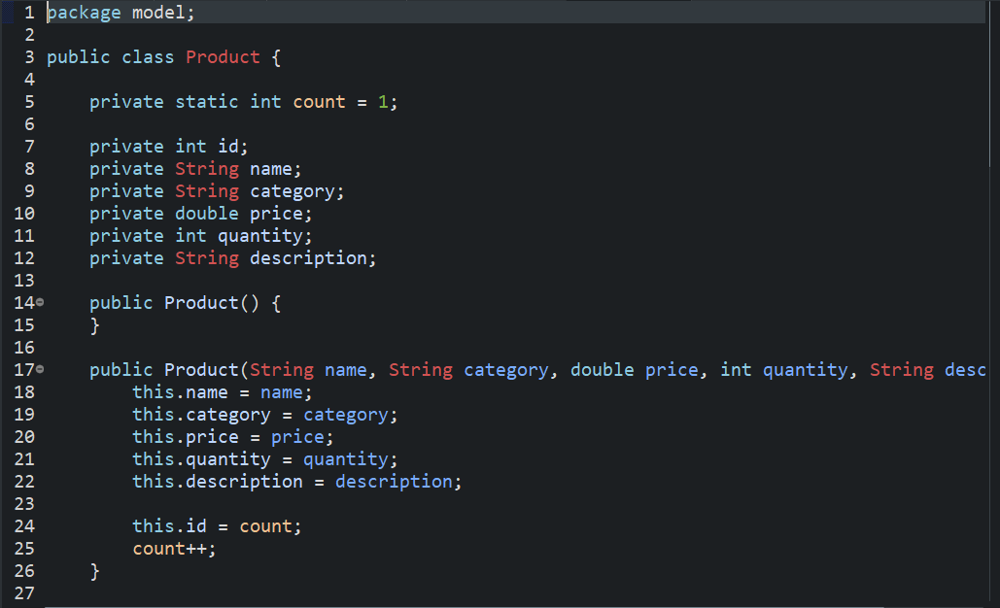 1 package model;
2
3 public class Product {
4
5     private static int count = 1;
6
7     private int id;
8     private String name;
9     private String category;
10     private double price;
11     private int quantity;
12     private String description;
13
14     public Product() {
15     }
16
17     public Product(String name, String category, double price, int quantity, String desc
18         this.name = name;
19         this.category = category;
20         this.price = price;
21         this.quantity = quantity;
22         this.description = description;
23
24         this.id = count;
25         count++;
26     }
27